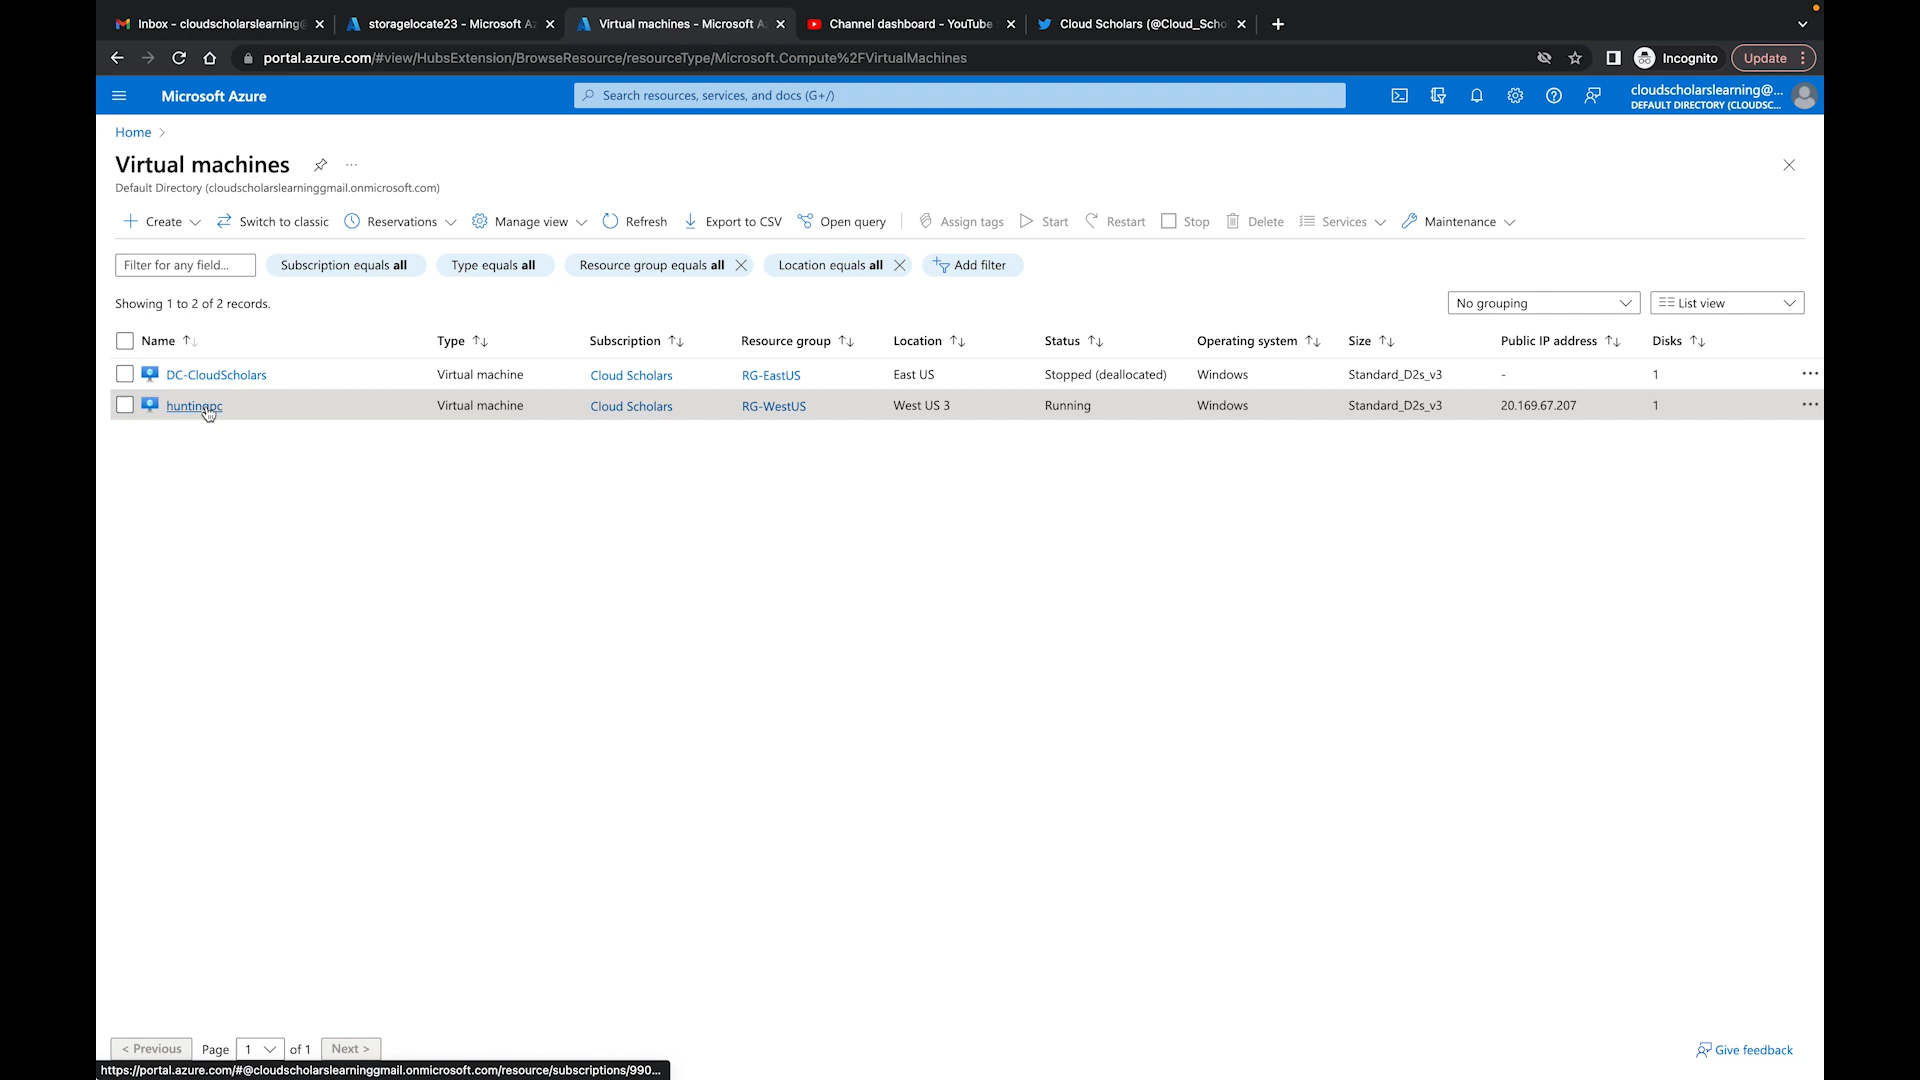 Inbox - cloudscholarslearning@
storagelocate23 - Microsoft Az
Virtual machines - Microsoft A
Channel dashboard - YouTube
Cloud Scholars (@Cloud_Schol
portal.azure.com/#view/HubsExtension/BrowseResource/resourceType/Microsoft.Compute%2FVirtualMachines
Incognito
Update
Microsoft Azure
Search resources, services, and docs (G+/)
cloudscholarslearning@...
DEFAULT DIRECTORY (CLOUDSC...
Home
Virtual machines
Default Directory (cloudscholarslearninggmail.onmicrosoft.com)
Create Switch to classic Reservations Manage view Refresh Export to CSV Open query Assign tags Start Restart Stop Delete Services Maintenance
Filter for any field... Subscription equals all Type equals all Resource group equals all Location equals all Add filter
Showing 1 to 2 of 2 records.
No grouping
List view
Name Type Subscription Resource group Location Status Operating system Size Public IP address Disks
DC-CloudScholars Virtual machine Cloud Scholars RG-EastUS East US Stopped (deallocated) Windows Standard_D2s_v3 - 1
huntingpc Virtual machine Cloud Scholars RG-WestUS West US 3 Running Windows Standard_D2s_v3 20.169.67.207 1
< Previous Page 1 of 1 Next >
Give feedback
https://portal.azure.com/#@cloudscholarslearninggmail.onmicrosoft.com/resource/subscriptions/990...